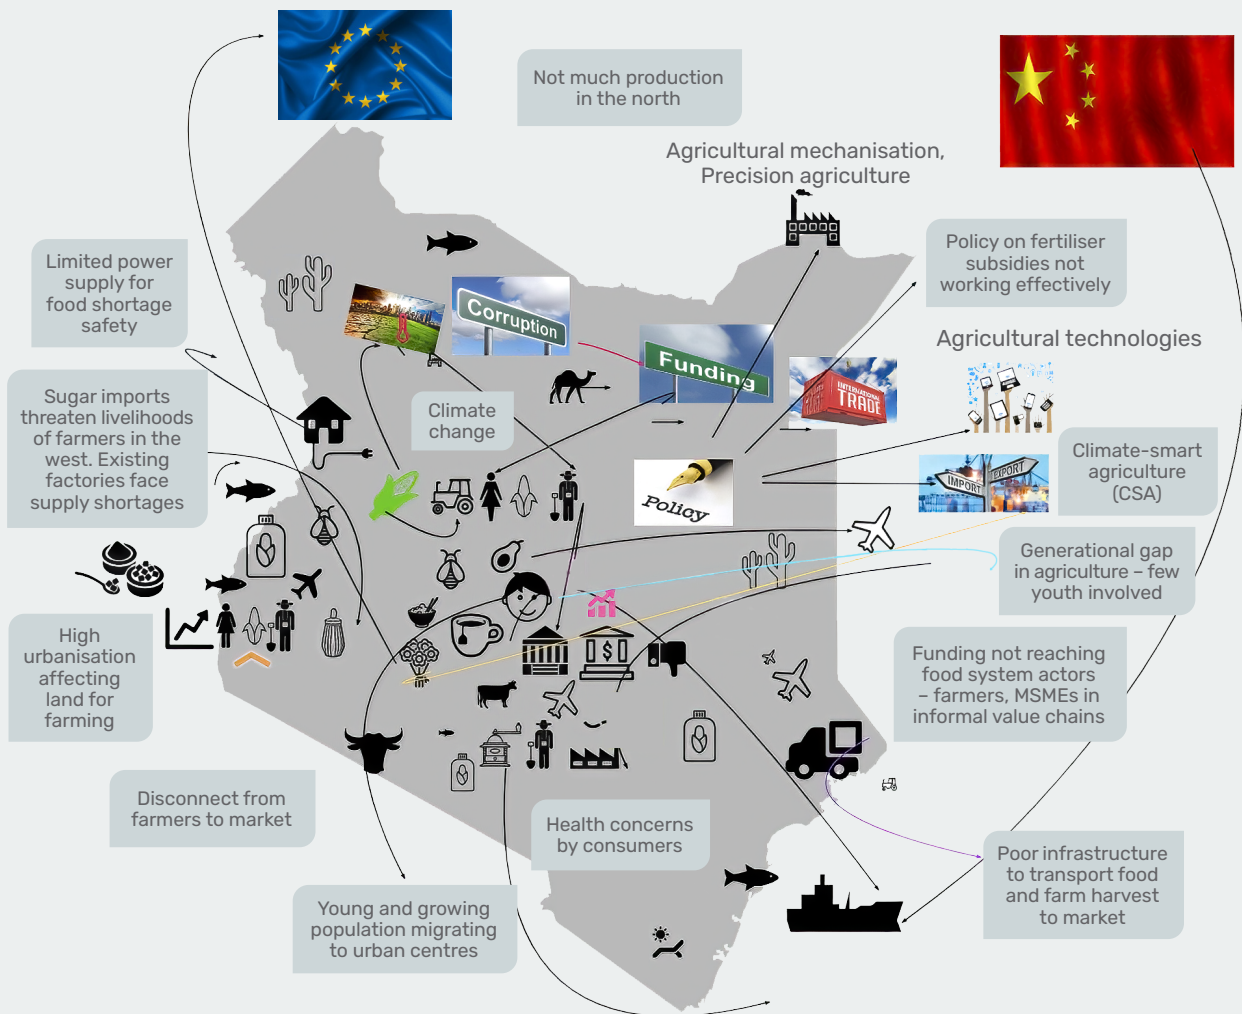 Not much production
in the north
Agricultural mechanisation,
Precision agriculture
Limited power
supply for
food shortage
safety
Policy on fertiliser
subsidies not
working effectively
Corruption
Funding
INTERNATIONAL
TRADE
Agricultural technologies
Sugar imports
threaten livelihoods
of farmers in the
west. Existing
factories face
supply shortages
Climate
change
Policy
IMPORT
EXPORT
Climate-smart
agriculture
(CSA)
Generational gap
in agriculture – few
youth involved
High
urbanisation
affecting
land for
farming
$
Funding not reaching
food system actors
– farmers, MSMEs in
informal value chains
Disconnect from
farmers to market
Health concerns
by consumers
Poor infrastructure
to transport food
and farm harvest
to market
Young and growing
population migrating
to urban centres